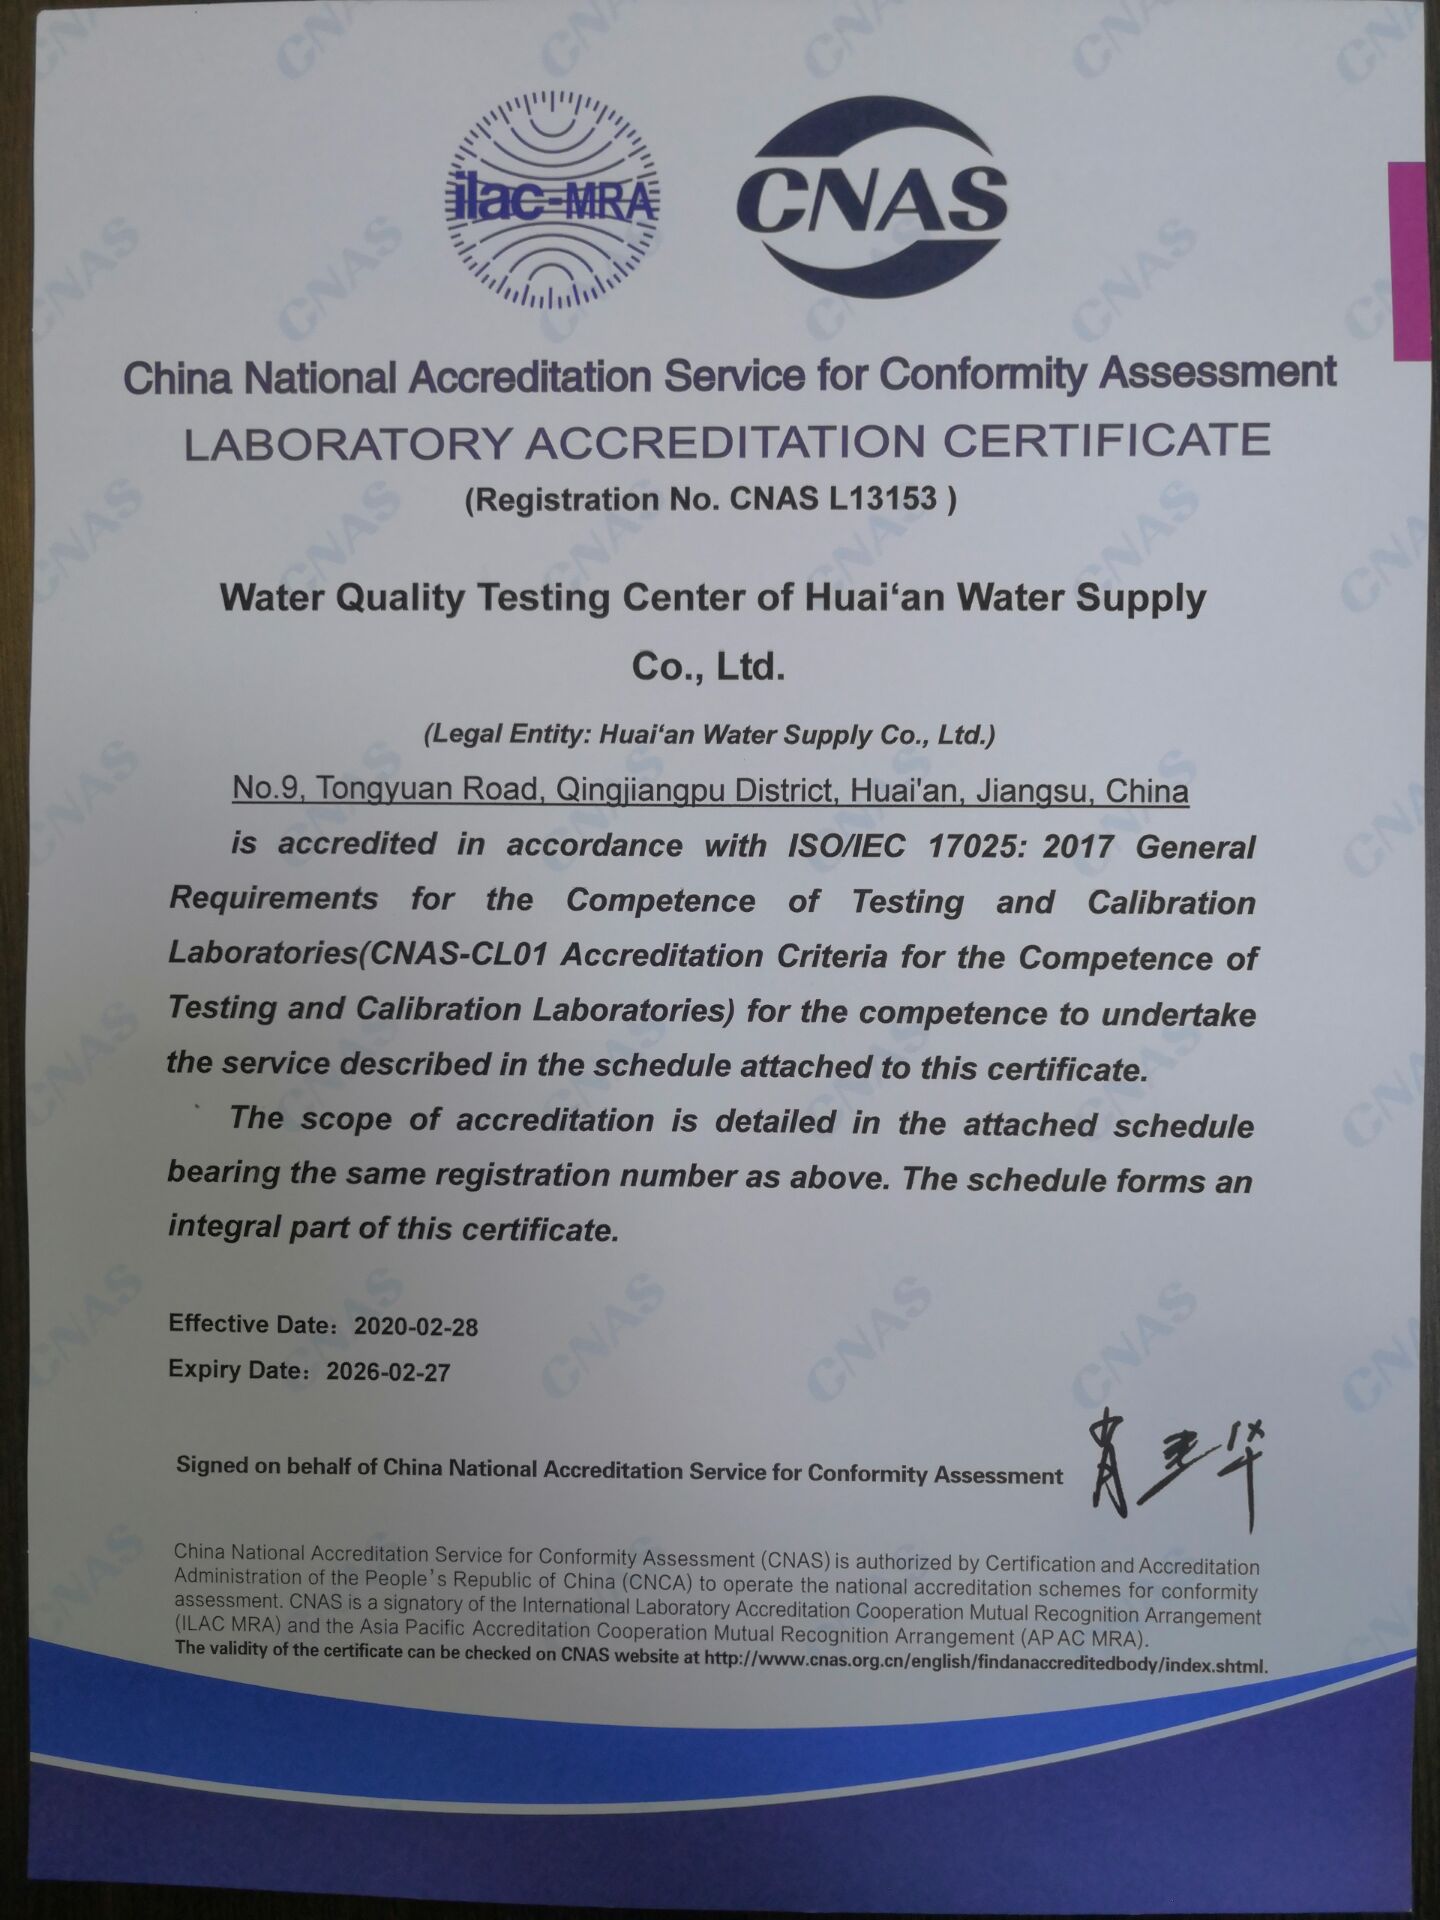 ilac-MRA
CNAS
China National Accreditation Service for Conformity Assessment
LABORATORY ACCREDITATION CERTIFICATE
(Registration No. CNAS L13153 )
Water Quality Testing Center of Huai‘an Water Supply
Co., Ltd.
(Legal Entity: Huai‘an Water Supply Co., Ltd.)
No.9, Tongyuan Road, Qingjiangpu District, Huai'an, Jiangsu, China
is accredited in accordance with ISO/IEC 17025: 2017 General
Requirements for the Competence of Testing and Calibration
Laboratories(CNAS-CL01 Accreditation Criteria for the Competence of
Testing and Calibration Laboratories) for the competence to undertake
the service described in the schedule attached to this certificate.
The scope of accreditation is detailed in the attached schedule
bearing the same registration number as above. The schedule forms an
integral part of this certificate.
Effective Date：2020-02-28
Expiry Date：2026-02-27
Signed on behalf of China National Accreditation Service for Conformity Assessment
China National Accreditation Service for Conformity Assessment (CNAS) is authorized by Certification and Accreditation
Administration of the People's Republic of China (CNCA) to operate the national accreditation schemes for conformity
assessment. CNAS is a signatory of the International Laboratory Accreditation Cooperation Mutual Recognition Arrangement
(ILAC MRA) and the Asia Pacific Accreditation Cooperation Mutual Recognition Arrangement (APAC MRA).
The validity of the certificate can be checked on CNAS website at http://www.cnas.org.cn/english/findanaccreditedbody/index.shtml.